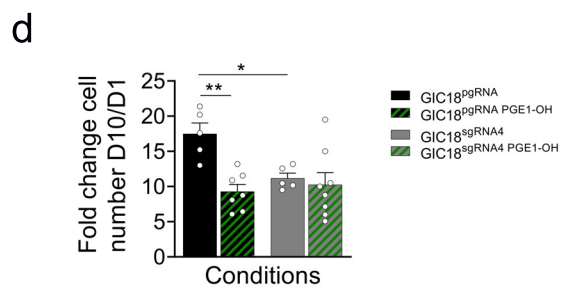 d
Fold change cell
number D10/D1
25
20
15
10
5
0
*
**
Conditions
GIC18pgRNA
GIC18pgRNA PGE1-OH
GIC18sgRNA4
GIC18sgRNA4 PGE1-OH